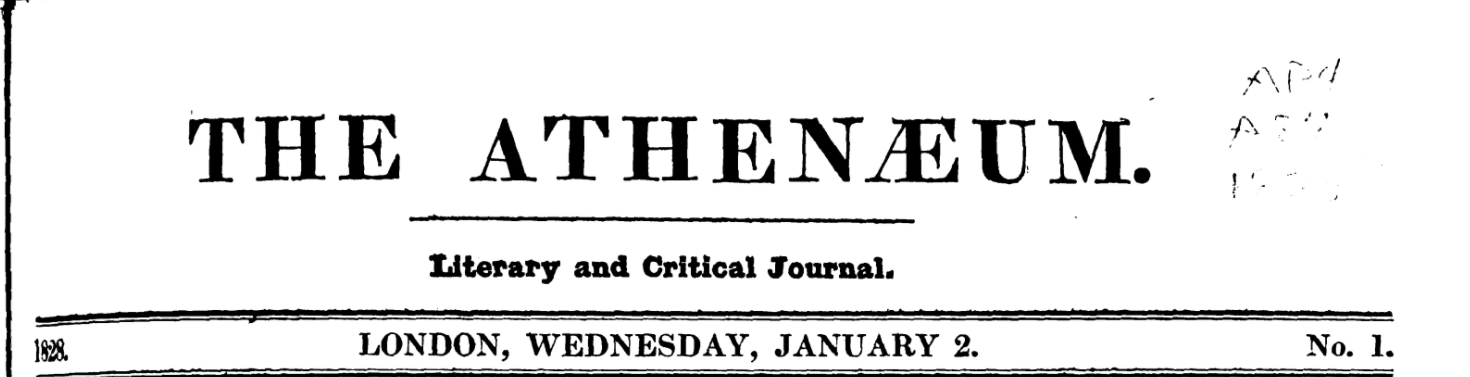 THE ATHENÆUM.
Literary and Critical Journal.
1828. LONDON, WEDNESDAY, JANUARY 2. No. 1.